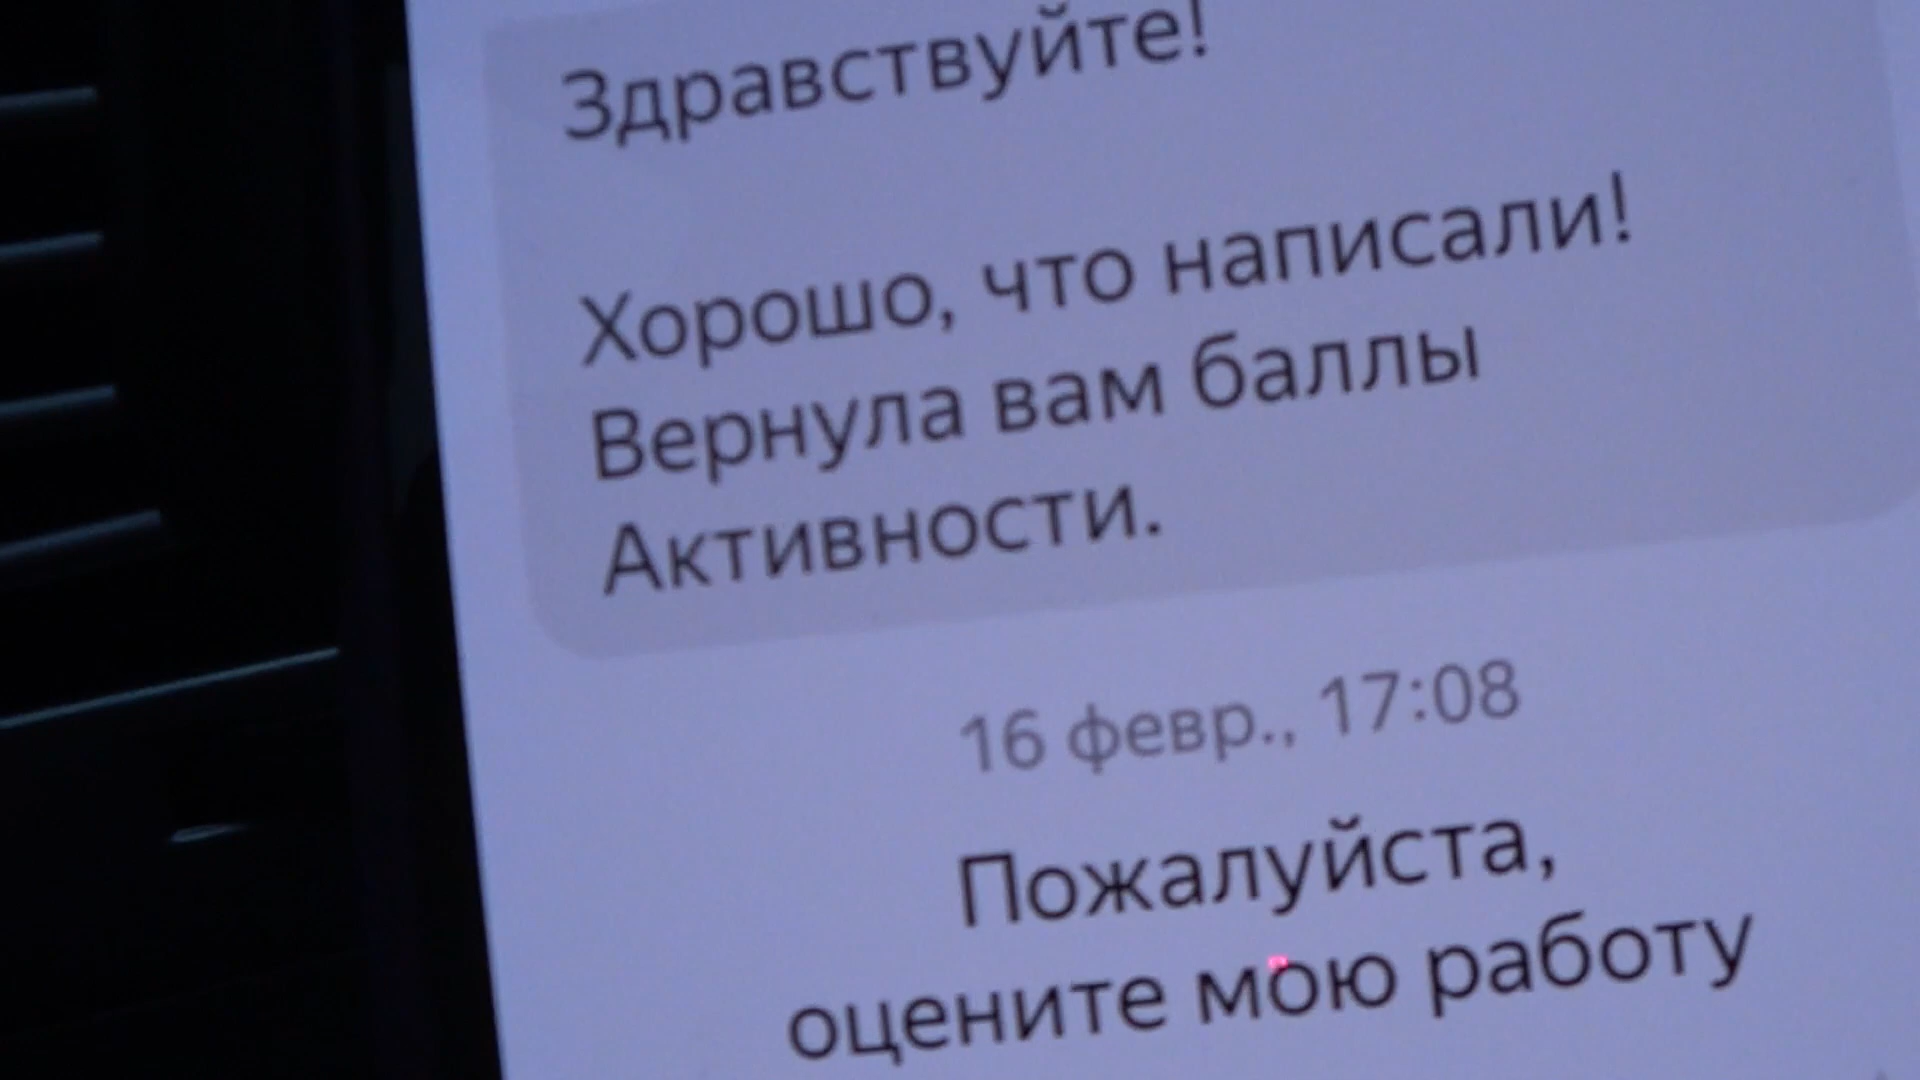 Здравствуйте!
Хорошо, что написали!
Вернула вам баллы
Активности.
16 февр., 17:08
Пожалуйста,
оцените мою работу